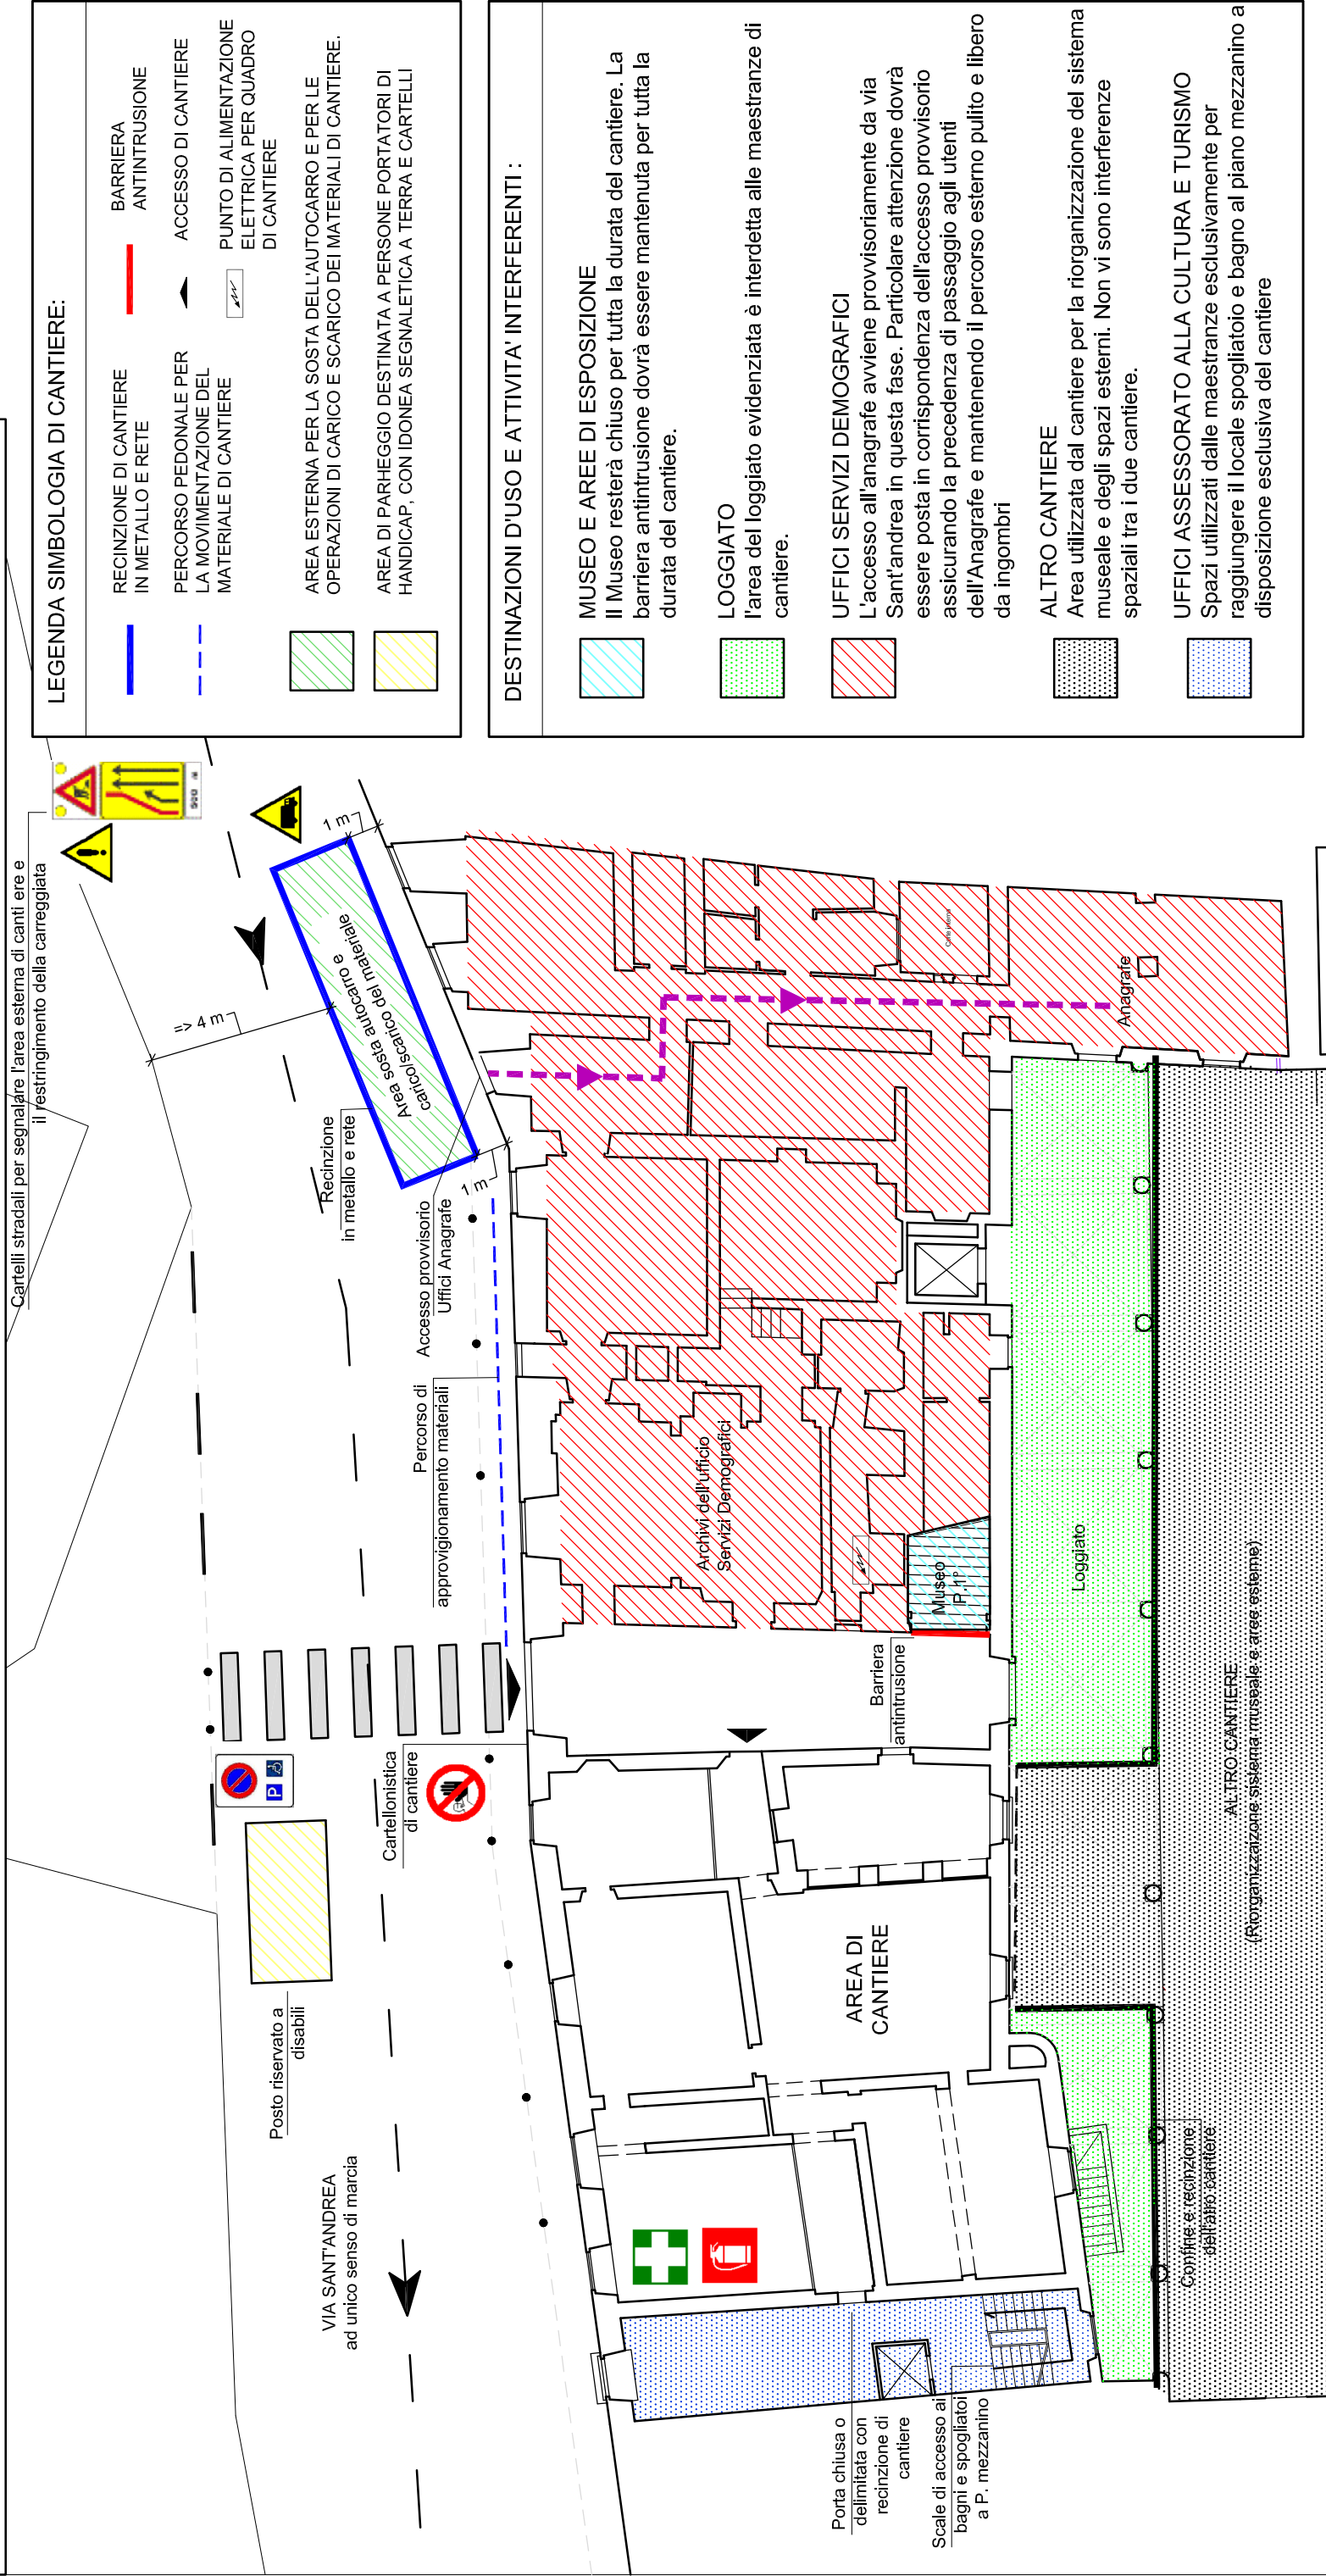 Cartelli stradali per segnalare l'area esterna di canti ere e
il restringimento della carreggiata
=> 4 m
1 m
1 m
Area sosta autocarro e
carico/scarico del materiale
Recinzione
in metallo e rete
Accesso provvisorio
Uffici Anagrafe
Percorso di
approvigionamento materiali
Cartellonistica
di cantiere
P
Posto riservato a
disabili
VIA SANT'ANDREA
ad unico senso di marcia
Anagrafe
Archivi dell'ufficio
Servizi Demografici
Museo
P. 1°
Barriera
antintrusione
Loggiato
AREA DI
CANTIERE
ALTRO CANTIERE
(Riorganizzaizone sistema museale e aree esterne)
Confine e recinzione
dell'altro cantiere
Porta chiusa o
delimitata con
recinzione di
cantiere
Scale di accesso ai
bagni e spogliatoi
a P. mezzanino
LEGENDA SIMBOLOGIA DI CANTIERE:
RECINZIONE DI CANTIERE
IN METALLO E RETE
BARRIERA
ANTINTRUSIONE
PERCORSO PEDONALE PER
LA MOVIMENTAZIONE DEL
MATERIALE DI CANTIERE
ACCESSO DI CANTIERE
PUNTO DI ALIMENTAZIONE
ELETTRICA PER QUADRO
DI CANTIERE
AREA ESTERNA PER LA SOSTA DELL'AUTOCARRO E PER LE
OPERAZIONI DI CARICO E SCARICO DEI MATERIALI DI CANTIERE.
AREA DI PARHEGGIO DESTINATA A PERSONE PORTATORI DI
HANDICAP, CON IDONEA SEGNALETICA A TERRA E CARTELLI
DESTINAZIONI D'USO E ATTIVITA' INTERFERENTI :
MUSEO E AREE DI ESPOSIZIONE
Il Museo resterà chiuso per tutta la durata del cantiere. La
barriera antintrusione dovrà essere mantenuta per tutta la
durata del cantiere.
LOGGIATO
l'area del loggiato evidenziata è interdetta alle maestranze di
cantiere.
UFFICI SERVIZI DEMOGRAFICI
L'accesso all'anagrafe avviene provvisoriamente da via
Sant'andrea in questa fase. Particolare attenzione dovrà
essere posta in corrispondenza dell'accesso provvisorio
assicurando la precedenza di passaggio agli utenti
dell'Anagrafe e mantenendo il percorso esterno pulito e libero
da ingombri
ALTRO CANTIERE
Area utilizzata dal cantiere per la riorganizzazione del sistema
museale e degli spazi esterni. Non vi sono interferenze
spaziali tra i due cantiere.
UFFICI ASSESSORATO ALLA CULTURA E TURISMO
Spazi utilizzati dalle maestranze esclusivamente per
raggiungere il locale spogliatoio e bagno al piano mezzanino a
disposizione esclusiva del cantiere